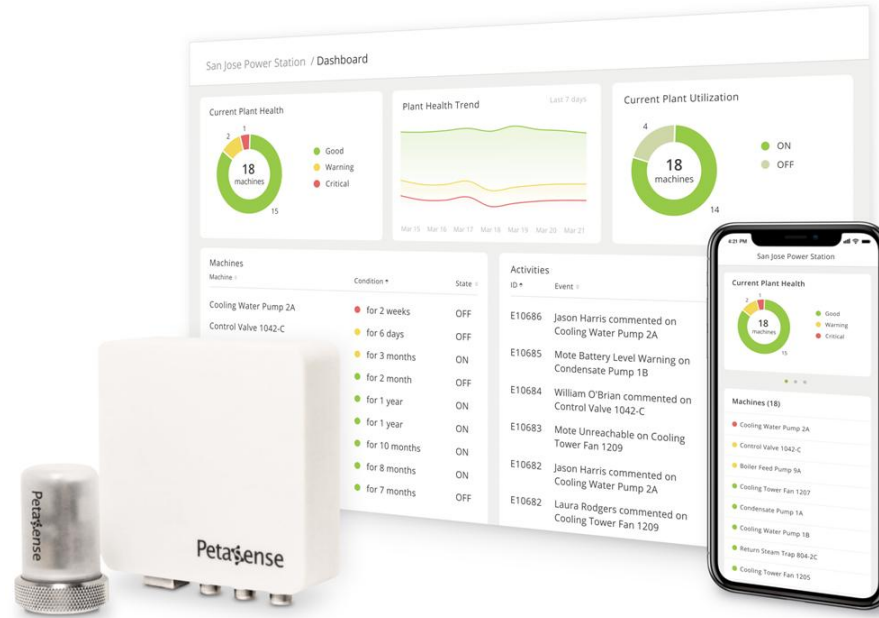 San Jose Power Station / Dashboard
Current Plant Health
2
1
18
machines
15
Good
Warning
Critical
Plant Health Trend
Last 7 days
Mar 15 Mar 16 Mar 17 Mar 18 Mar 19 Mar 20 Mar 21
Current Plant Utilization
4
18
machines
14
ON
OFF
Machines
Machine
Condition
State
Cooling Water Pump 2A
for 2 weeks
OFF
Control Valve 1042-C
for 6 days
OFF
for 3 months
ON
for 2 month
OFF
for 1 year
ON
for 1 year
ON
for 10 months
ON
for 8 months
ON
for 7 months
OFF
Activities
ID
Event
E10686
Jason Harris commented on
Cooling Water Pump 2A
E10685
Mote Battery Level Warning on
Condensate Pump 1B
E10684
William O'Brian commented on
Control Valve 1042-C
E10683
Mote Unreachable on Cooling
Tower Fan 1209
E10682
Jason Harris commented on
Cooling Water Pump 2A
E10682
Laura Rodgers commented on
Cooling Tower Fan 1209
4:21 PM
San Jose Power Station
Current Plant Health
2
1
18
machines
15
Good
Warning
Critical
Machines (18)
Cooling Water Pump 2A
Control Valve 1042-C
Boiler Feed Pump 9A
Cooling Tower Fan 1207
Condensate Pump 1A
Cooling Water Pump 1B
Return Steam Trap 804-2C
Cooling Tower Fan 1205
Petasense
Petasense